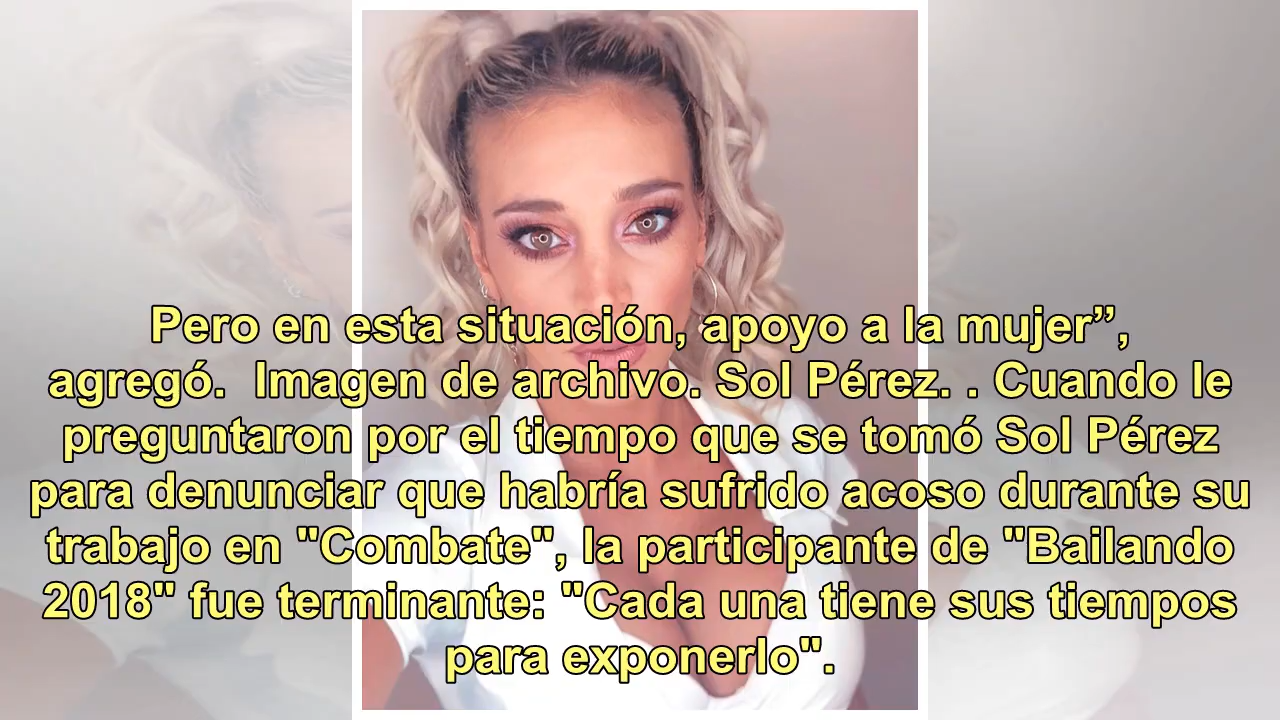 Pero en esta situación, apoyo a la mujer”,
agregó.  Imagen de archivo. Sol Pérez. . Cuando le
preguntaron por el tiempo que se tomó Sol Pérez
para denunciar que habría sufrido acoso durante su
trabajo en "Combate", la participante de "Bailando
2018" fue terminante: "Cada una tiene sus tiempos
para exponerlo".